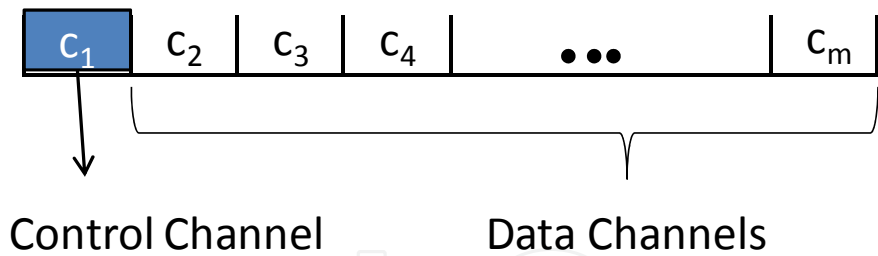 c₁ c₂ c₃ c₄ ••• cₘ
Control Channel Data Channels